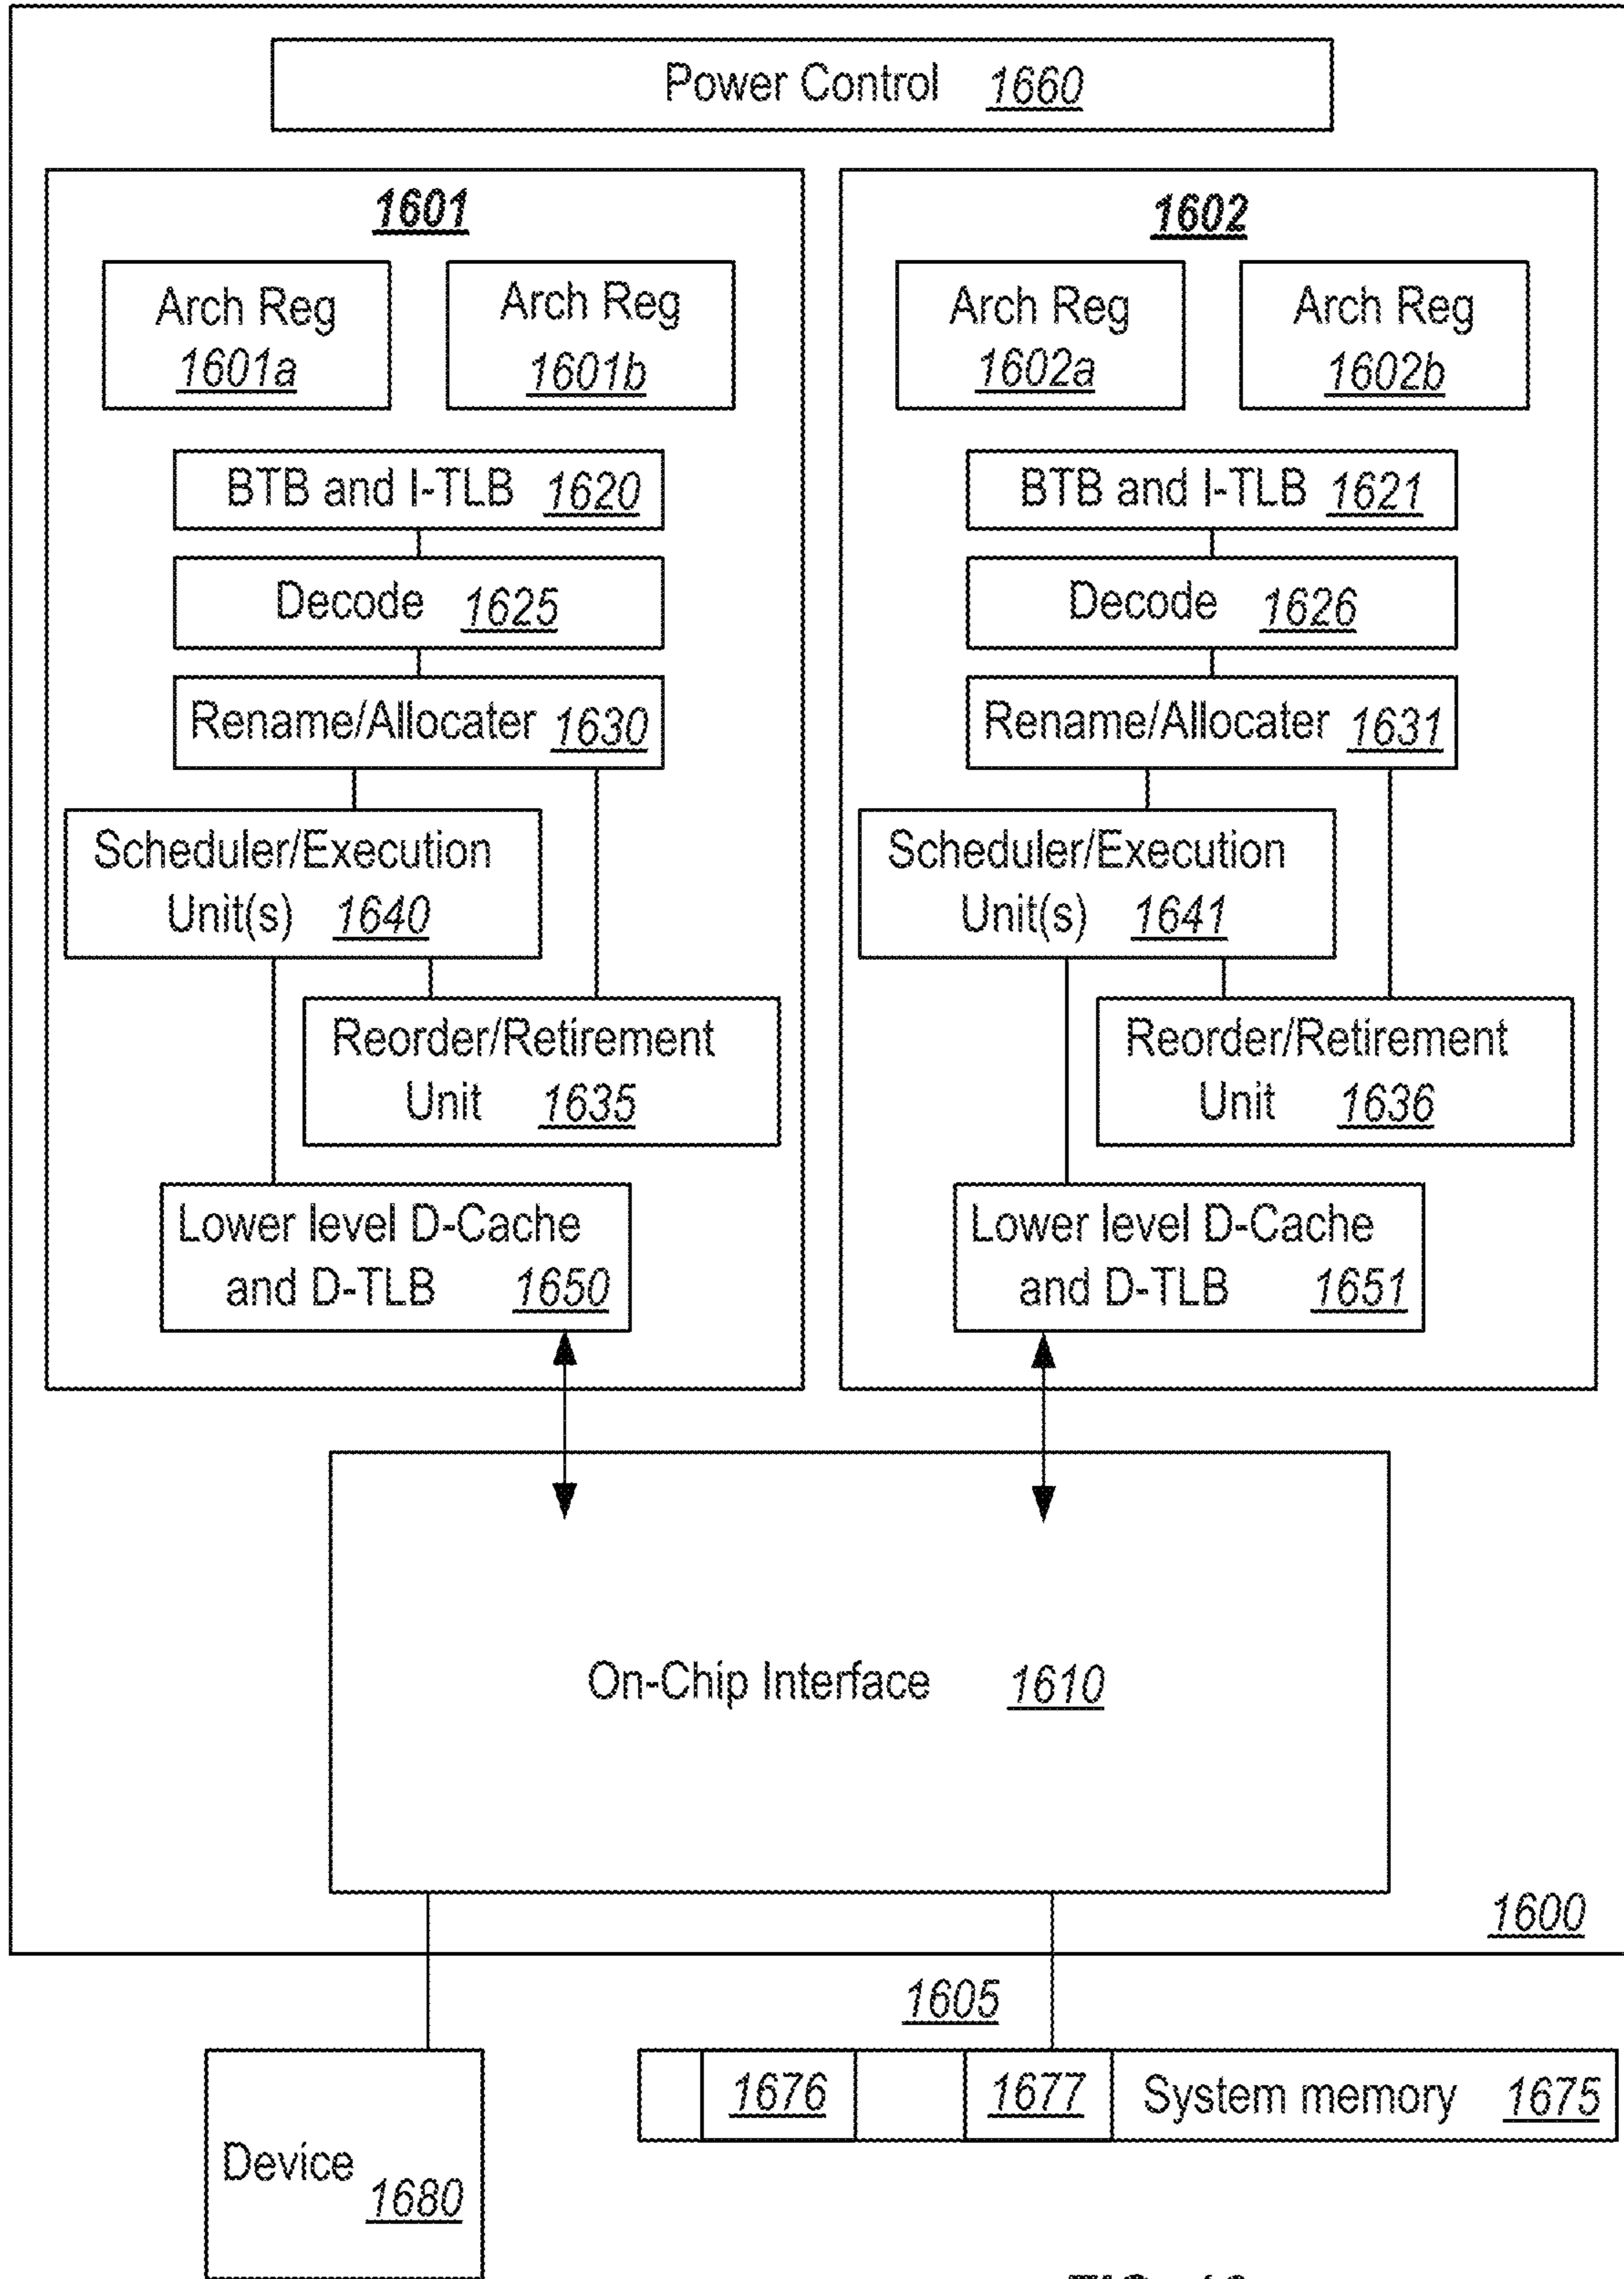 Power Control 1660
1601
Arch Reg
1601a
Arch Reg
1601b
BTB and I-TLB 1620
Decode 1625
Rename/Allocater 1630
Scheduler/Execution
Unit(s) 1640
Reorder/Retirement
Unit 1635
Lower level D-Cache
and D-TLB 1650
1602
Arch Reg
1602a
Arch Reg
1602b
BTB and I-TLB 1621
Decode 1626
Rename/Allocater 1631
Scheduler/Execution
Unit(s) 1641
Reorder/Retirement
Unit 1636
Lower level D-Cache
and D-TLB 1651
On-Chip Interface 1610
1600
1605
1676 1677 System memory 1675
Device 1680